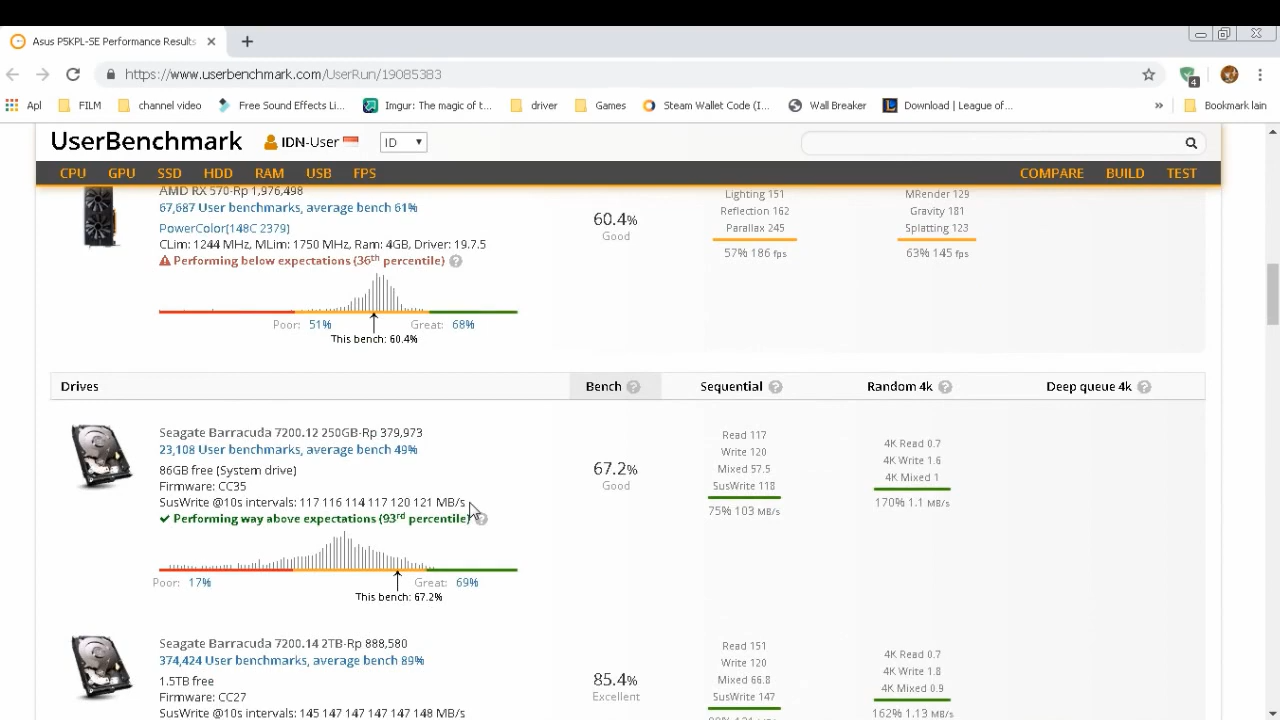 Asus P5KPL-SE Performance Results
https://www.userbenchmark.com/UserRun/19085383
4
Apl FILM channel video Free Sound Effects Li... Imgur: The magic of t... driver Games Steam Wallet Code (I... Wall Breaker Download | League of... » Bookmark lain
UserBenchmark IDN-User ID
CPU GPU SSD HDD RAM USB FPS COMPARE BUILD TEST
AMD RX 570-Rp 1,976,498
67,687 User benchmarks, average bench 61%
PowerColor(148C 2379)
CLim: 1244 MHz, MLim: 1750 MHz, Ram: 4GB, Driver: 19.7.5
Performing below expectations (36th percentile) ?
Poor: 51% Great: 68%
This bench: 60.4%
60.4%
Good
Lighting 151
Reflection 162
Parallax 245
57% 186 fps
MRender 129
Gravity 181
Splatting 123
63% 145 fps
Drives Bench ? Sequential ? Random 4k ? Deep queue 4k ?
Seagate Barracuda 7200.12 250GB-Rp 379,973
23,108 User benchmarks, average bench 49%
86GB free (System drive)
Firmware: CC35
SusWrite @10s intervals: 117 116 114 117 120 121 MB/s
Performing way above expectations (93rd percentile) ?
Poor: 17% Great: 69%
This bench: 67.2%
67.2%
Good
Read 117
Write 120
Mixed 57.5
SusWrite 118
75% 103 MB/s
4K Read 0.7
4K Write 1.6
4K Mixed 1
170% 1.1 MB/s
Seagate Barracuda 7200.14 2TB-Rp 888,580
374,424 User benchmarks, average bench 89%
1.5TB free
Firmware: CC27
SusWrite @10s intervals: 145 147 147 147 147 148 MB/s
85.4%
Excellent
Read 151
Write 120
Mixed 66.8
SusWrite 147
4K Read 0.7
4K Write 1.8
4K Mixed 0.9
162% 1.13 MB/s